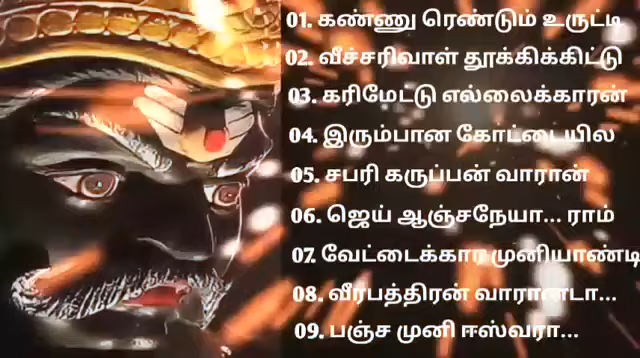 01. கண்ணு ரெண்டும் உருட்டி
02. வீச்சரிவாள் தூக்கிக்கிட்டு
03. கரிமேட்டு எல்லைக்காரன்
04. இரும்பான கோட்டையில
05. சபரி கருப்பன் வாரான்
06. ஜெய் ஆஞ்சநேயா... ராம்
07. வேட்டைக்கார முனியாண்டி
08. வீரபத்திரன் வாரானடா...
09. பஞ்ச முனி ஈஸ்வரா...